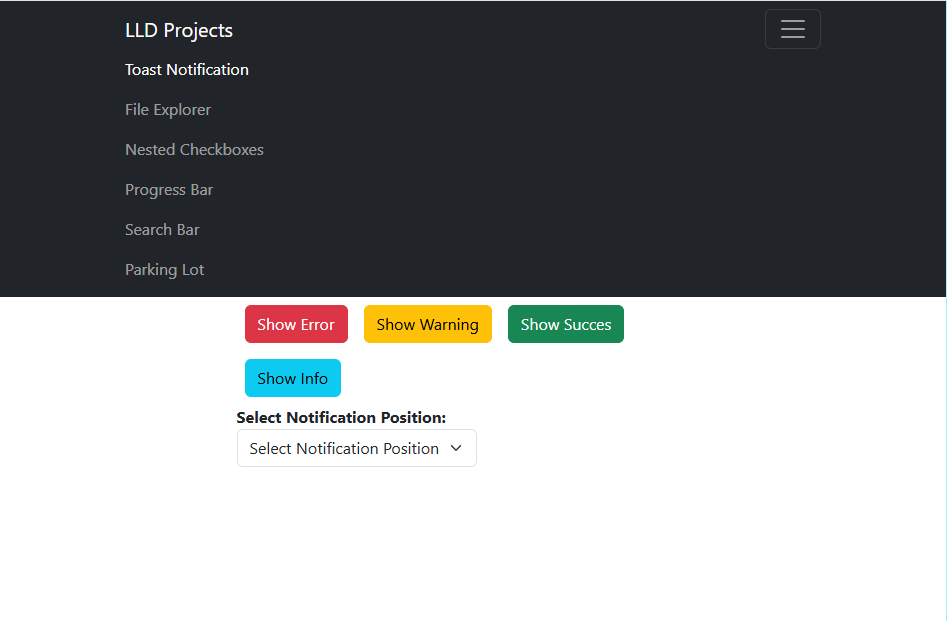 LLD Projects
Toast Notification
File Explorer
Nested Checkboxes
Progress Bar
Search Bar
Parking Lot
Show Error Show Warning Show Succes
Show Info
Select Notification Position:
Select Notification Position